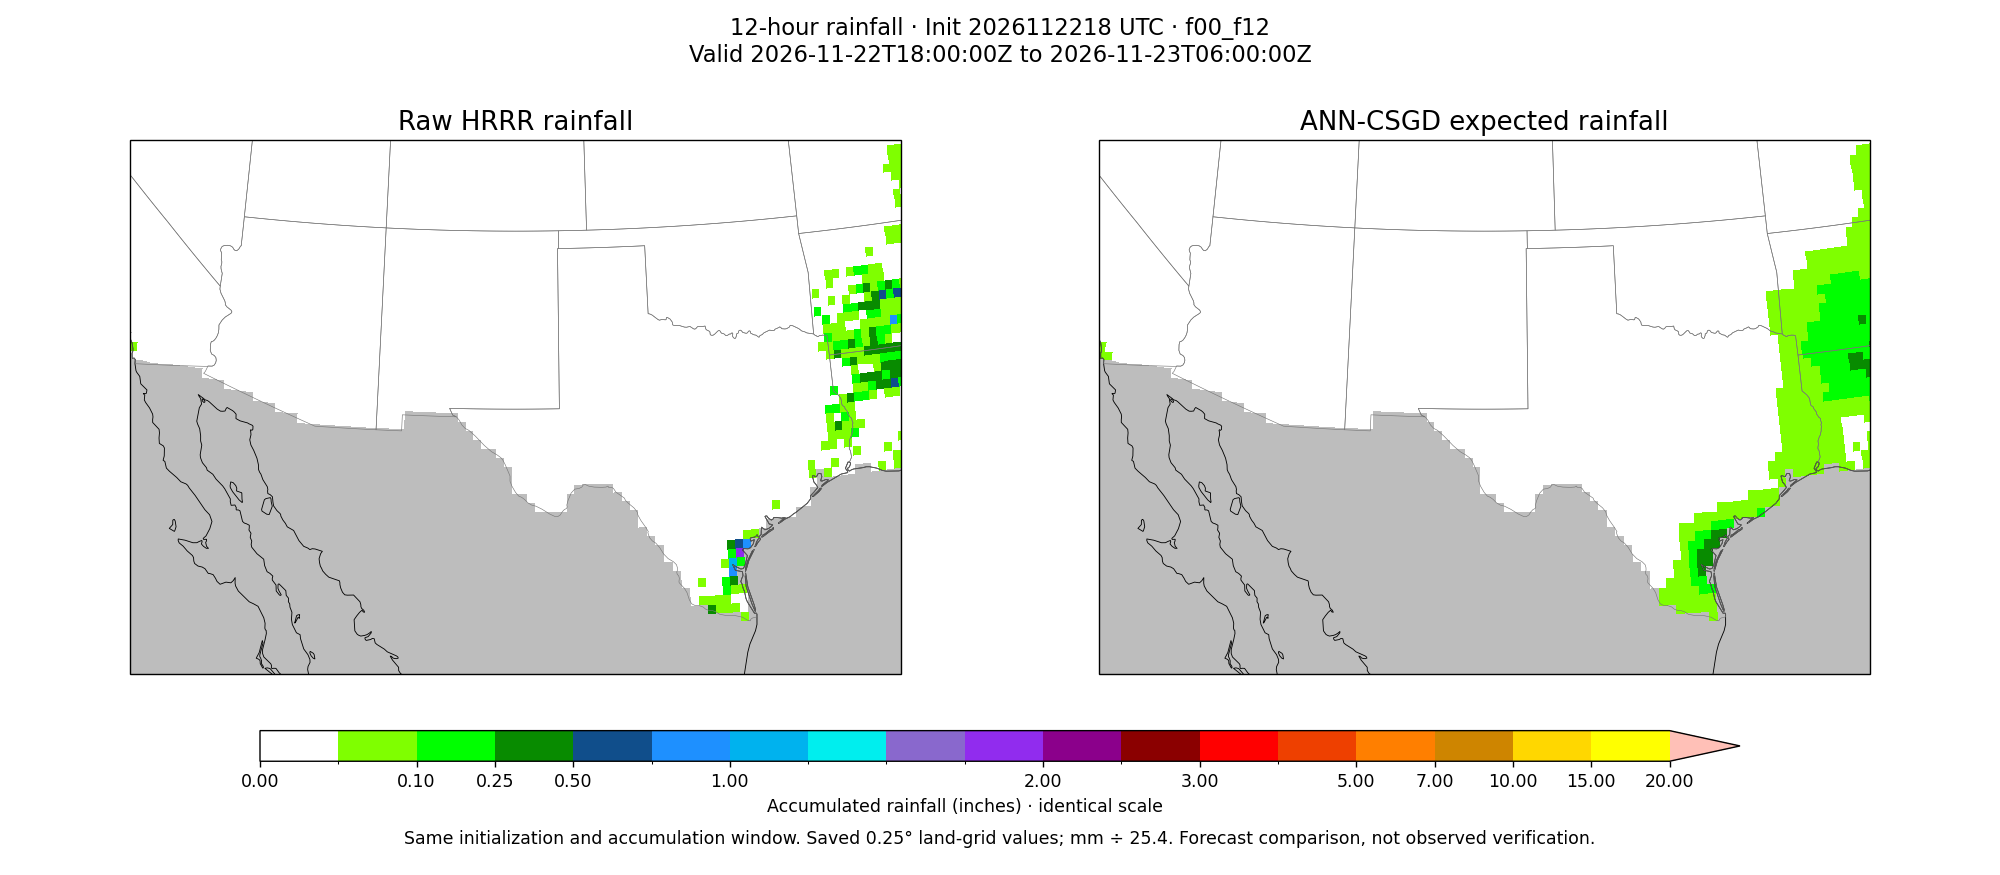 12-hour rainfall · Init 2026112218 UTC · f00_f12
Valid 2026-11-22T18:00:00Z to 2026-11-23T06:00:00Z
Raw HRRR rainfall
ANN-CSGD expected rainfall
0.00 0.10 0.25 0.50 1.00 2.00 3.00 5.00 7.00 10.00 15.00 20.00
Accumulated rainfall (inches) · identical scale
Same initialization and accumulation window. Saved 0.25° land-grid values; mm ÷ 25.4. Forecast comparison, not observed verification.